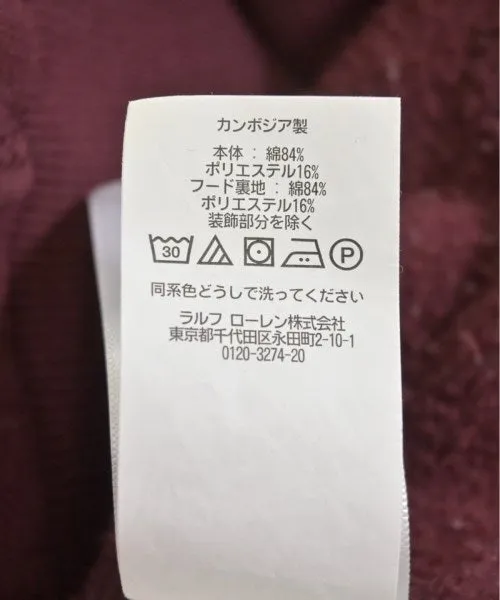 カンボジア製
本体 : 綿84%
ポリエステル16%
フード裏地 : 綿84%
ポリエステル16%
装飾部分を除く
30 P
同系色どうしで洗ってください
ラルフ ローレン株式会社
東京都千代田区永田町2-10-1
0120-3274-20